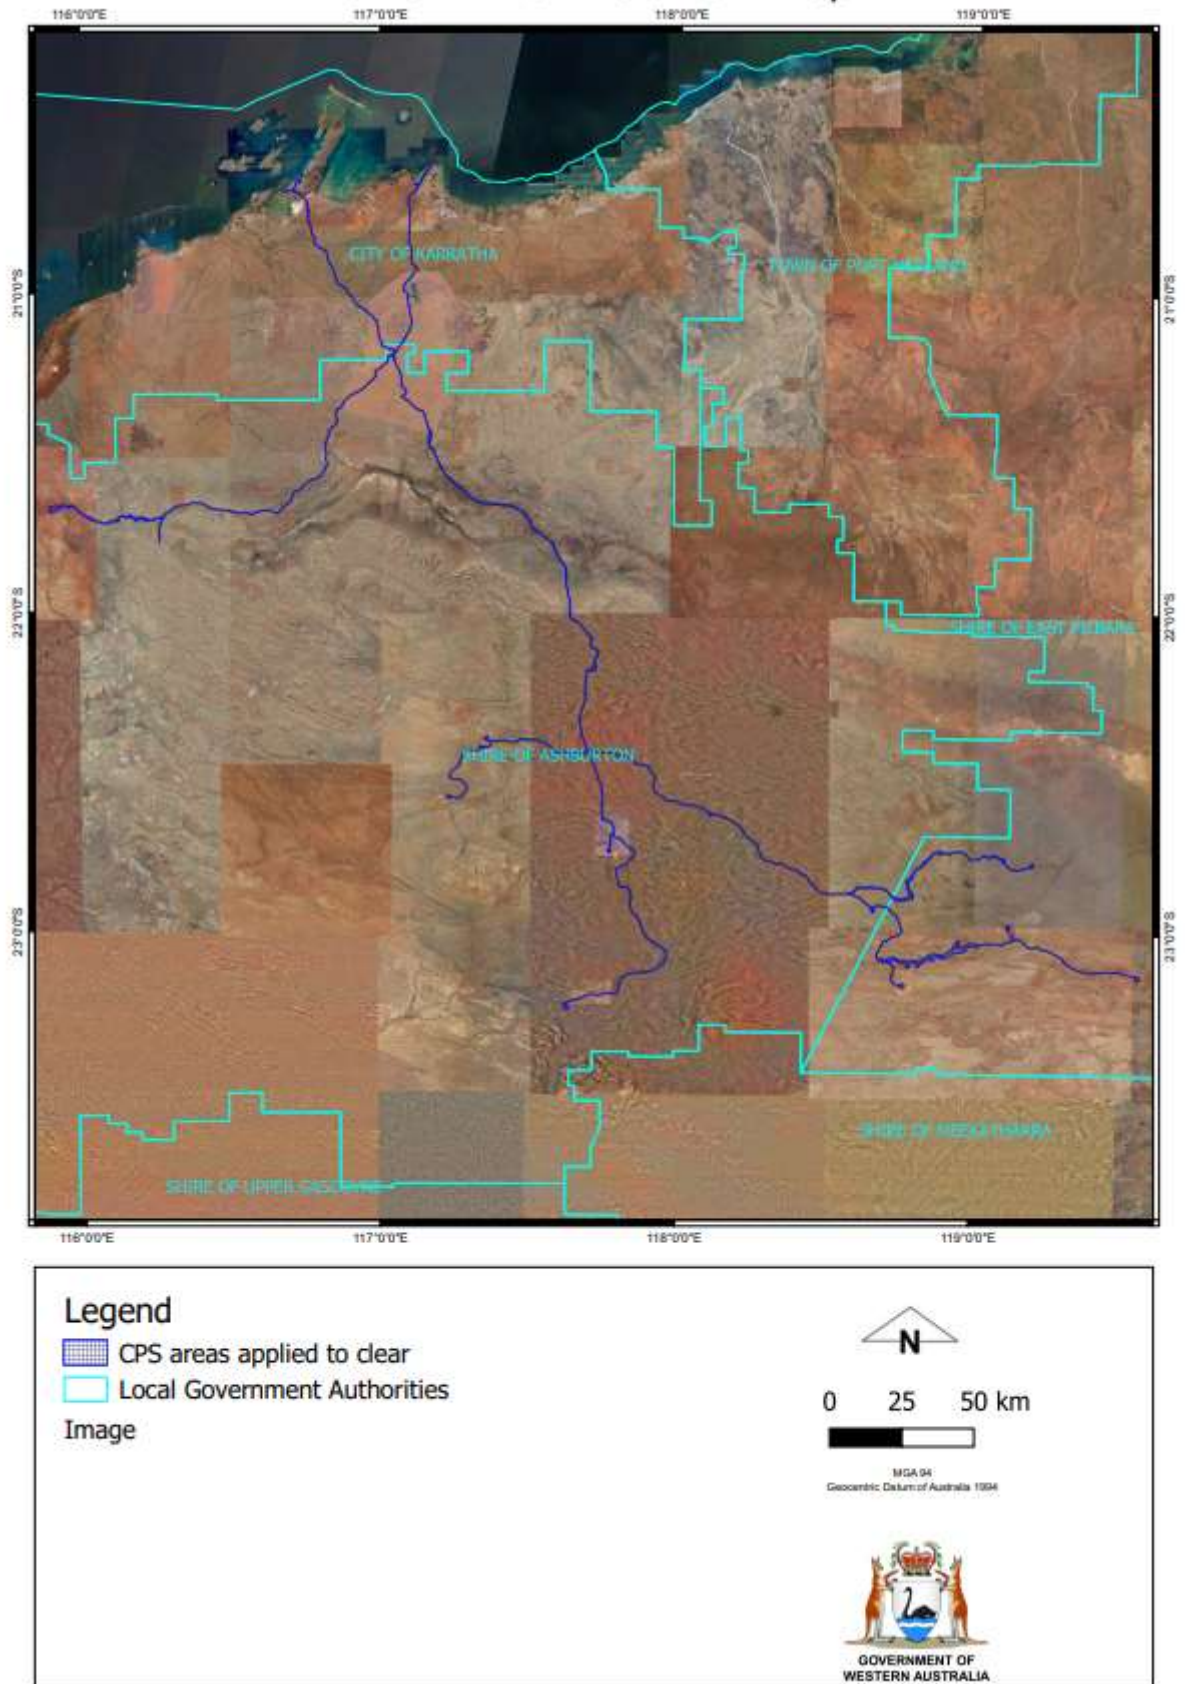 116°0'0"E 117°0'0"E 118°0'0"E 119°0'0"E
CITY OF KARRATHA
TOWN OF PORT HEDLAND
21°0'0"S 21°0'0"S
22°0'0"S 22°0'0"S
SHIRE OF EAST PILBARA
SHIRE OF ASHBURTON
23°0'0"S 23°0'0"S
SHIRE OF MEEKATHARRA
SHIRE OF UPPER GASCOYNE
116°0'0"E 117°0'0"E 118°0'0"E 119°0'0"E
Legend
CPS areas applied to clear
Local Government Authorities
Image
N
0 25 50 km
MGA 94
Geocentric Datum of Australia 1994
GOVERNMENT OF
WESTERN AUSTRALIA